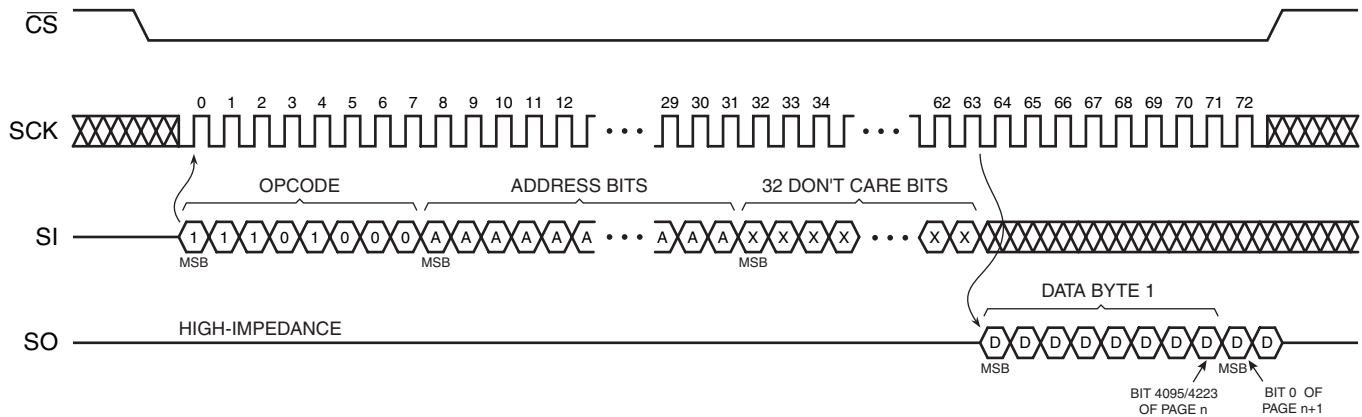 CS
SCK
0 1 2 3 4 5 6 7 8 9 10 11 12 29 30 31 32 33 34 62 63 64 65 66 67 68 69 70 71 72
OPCODE
ADDRESS BITS
32 DON'T CARE BITS
SI
1 1 1 0 1 0 0 0 A A A A A A A A A X X X X X X
MSB
MSB
MSB
DATA BYTE 1
SO
HIGH-IMPEDANCE
D D D D D D D D D D
MSB
MSB
BIT 4095/4223
OF PAGE n
BIT 0 OF
PAGE n+1